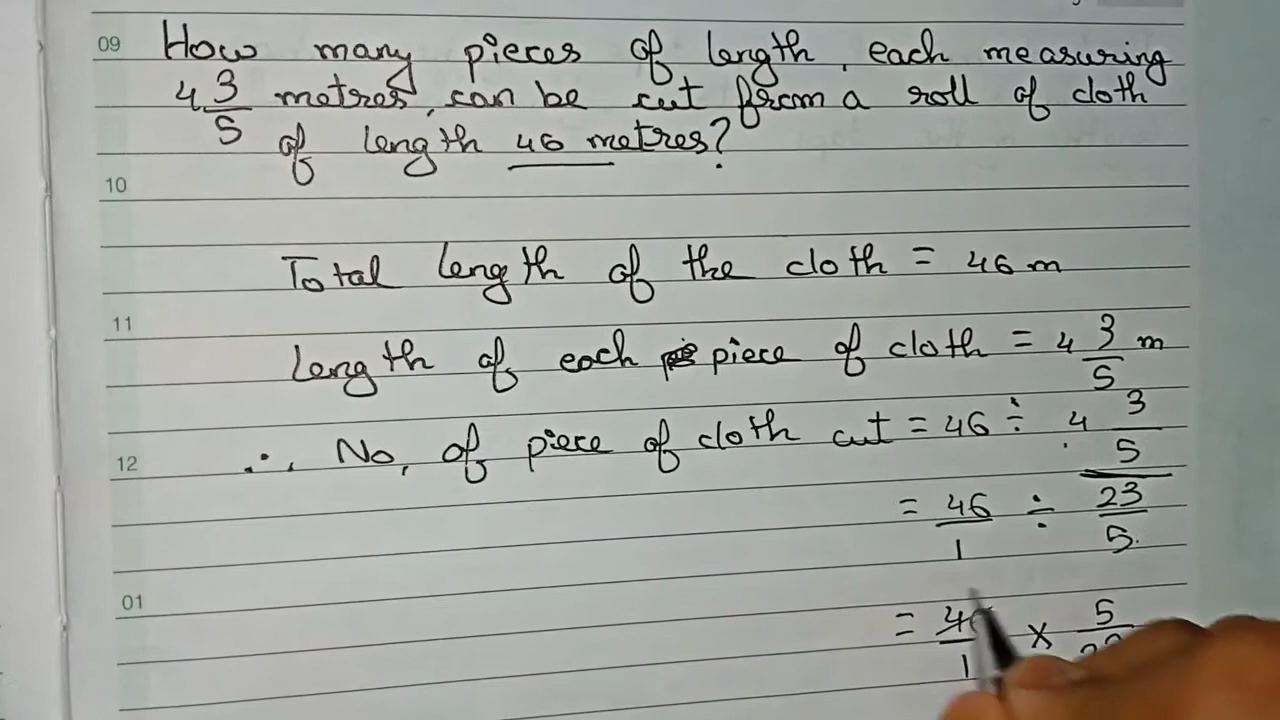 09 How many pieces of length, each measuring
4 3/5 metres, can be cut from a roll of cloth
of length 46 metres?
10
Total length of the cloth = 46 m
11
Length of each piece of cloth = 4 3/5 m
12 ∴ No, of piece of cloth cut = 46 ÷ 4 3/5
= 46/1 ÷ 23/5.
01
= 46/1 × 5/23